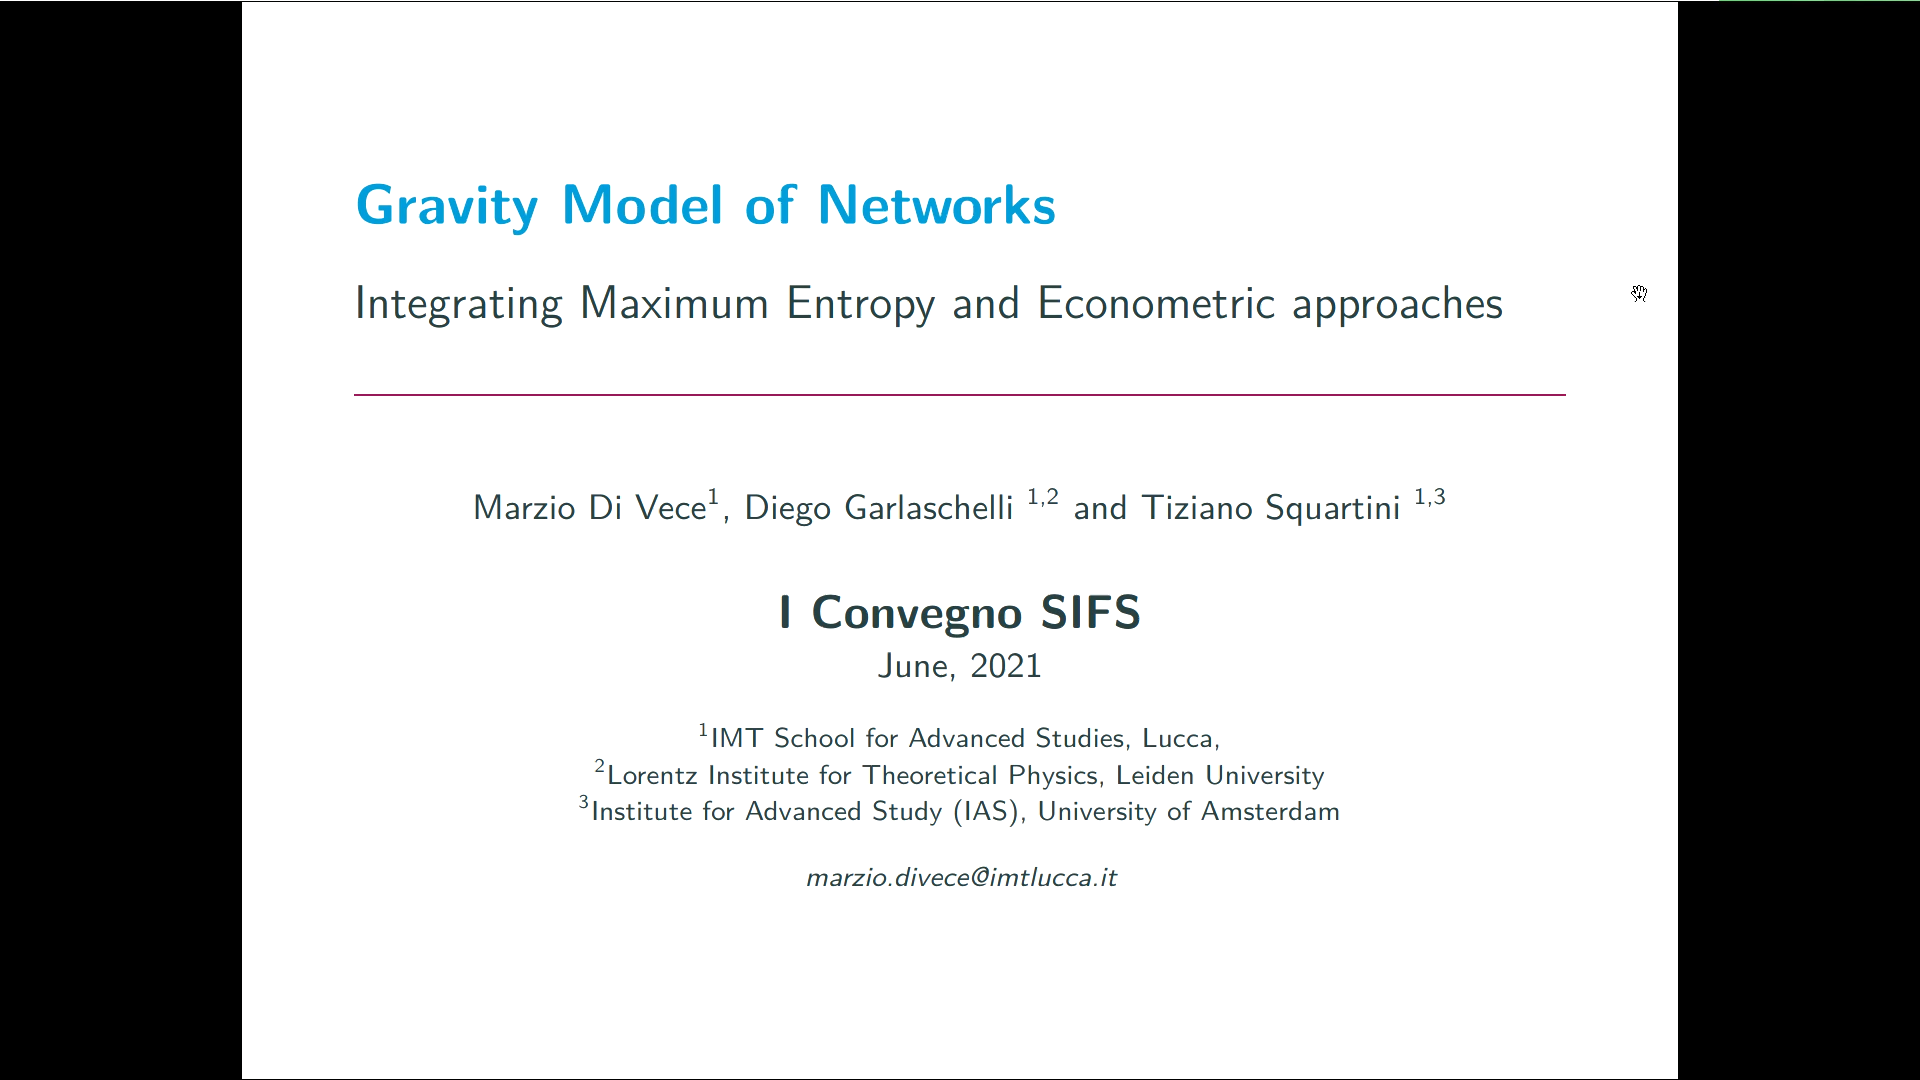 Gravity Model of Networks
Integrating Maximum Entropy and Econometric approaches
Marzio Di Vece¹, Diego Garlaschelli ¹,² and Tiziano Squartini ¹,³
I Convegno SIFS
June, 2021
¹IMT School for Advanced Studies, Lucca,
²Lorentz Institute for Theoretical Physics, Leiden University
³Institute for Advanced Study (IAS), University of Amsterdam
marzio.divece@imtlucca.it